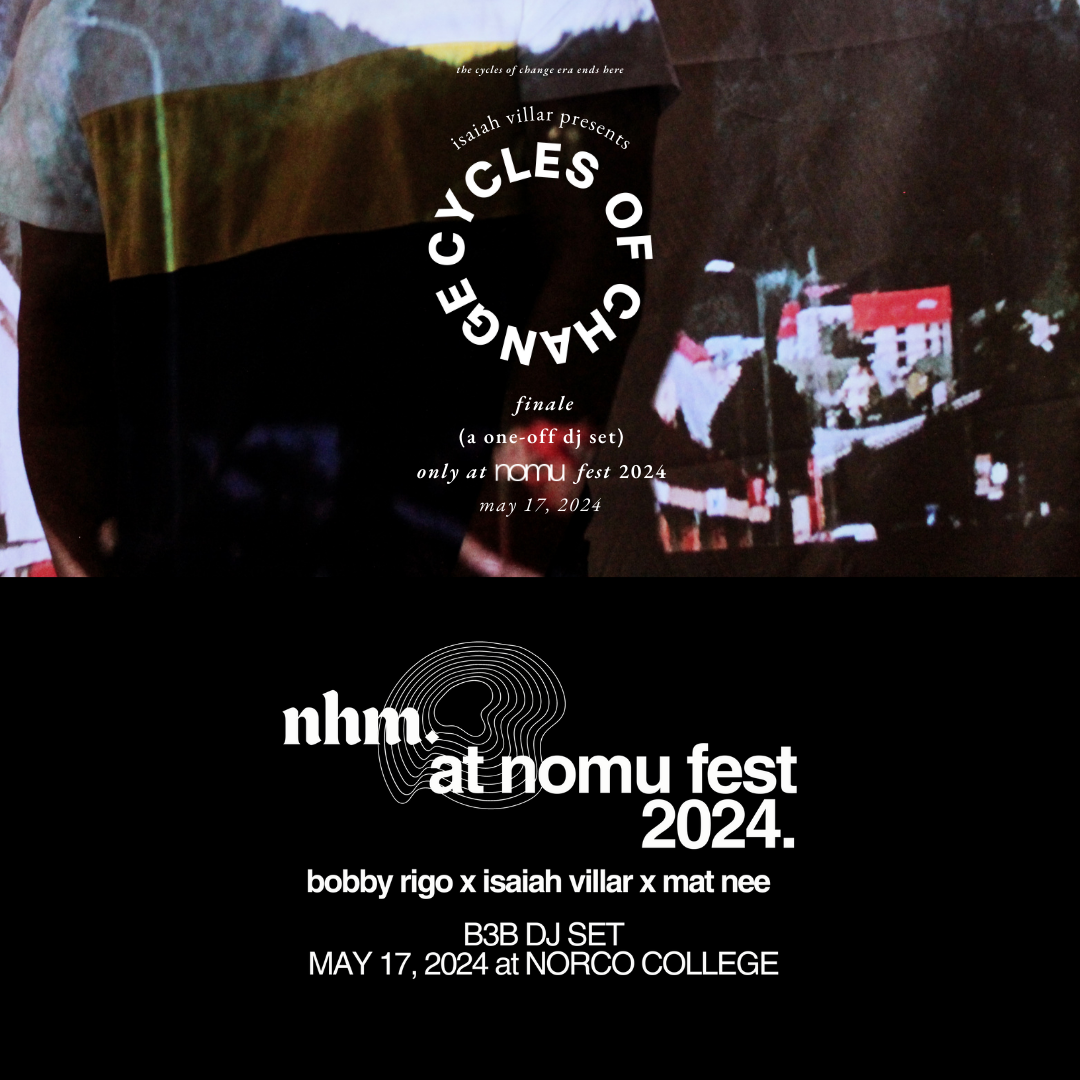 the cycles of change era ends here
isaiah villar presents
CYCLES OF CHANGE
finale
(a one-off dj set)
only at nomu fest 2024
may 17, 2024
nhm.
at nomu fest
2024.
bobby rigo x isaiah villar x mat nee
B3B DJ SET
MAY 17, 2024 at NORCO COLLEGE